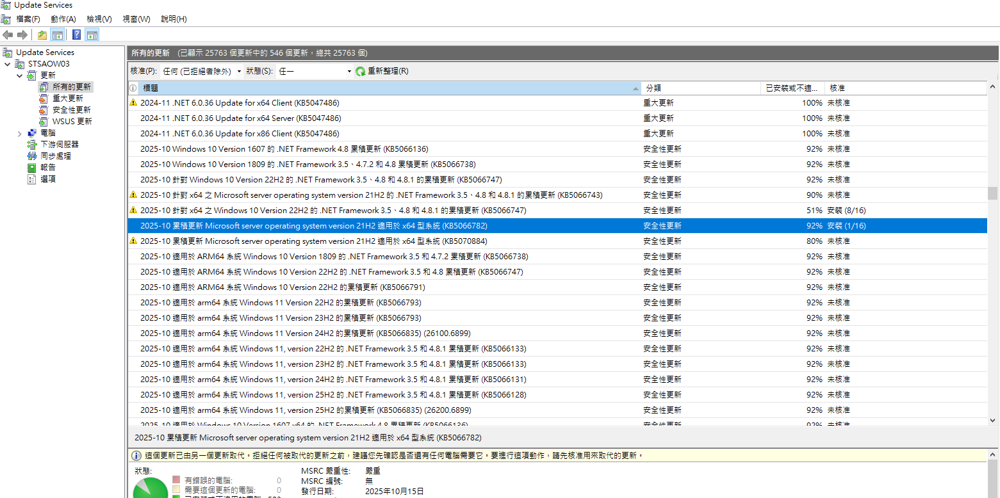 Update Services
檔案(F) 動作(A) 檢視(V) 視窗(W) 說明(H)
Update Services
STSAOW03
更新
所有的更新
重大更新
安全性更新
WSUS 更新
電腦
下游伺服器
同步處理
報告
選項
所有的更新 (已顯示 25763 個更新中的 546 個更新，總共 25763 個)
核准(P): 任何 (已拒絕者除外) 狀態(S): 任一 重新整理(R)
標題 分類 已安裝或不適... 核准
2024-11 .NET 6.0.36 Update for x64 Client (KB5047486) 重大更新 100% 未核准
2024-11 .NET 6.0.36 Update for x64 Server (KB5047486) 重大更新 100% 未核准
2024-11 .NET 6.0.36 Update for x86 Client (KB5047486) 重大更新 100% 未核准
2025-10 Windows 10 Version 1607 的 .NET Framework 4.8 累積更新 (KB5066136) 安全性更新 92% 未核准
2025-10 Windows 10 Version 1809 的 .NET Framework 3.5、4.7.2 和 4.8 累積更新 (KB5066738) 安全性更新 92% 未核准
2025-10 針對 Windows 10 Version 22H2 的 .NET Framework 3.5、4.8 和 4.8.1 的累積更新 (KB5066747) 安全性更新 92% 未核准
2025-10 針對 x64 之 Microsoft server operating system version 21H2 的 .NET Framework 3.5、4.8 和 4.8.1 的累積更新 (KB5066743) 安全性更新 90% 未核准
2025-10 針對 x64 之 Windows 10 Version 22H2 的 .NET Framework 3.5、4.8 和 4.8.1 的累積更新 (KB5066747) 安全性更新 51% 安裝 (8/16)
2025-10 累積更新 Microsoft server operating system version 21H2 適用於 x64 型系統 (KB5066782) 安全性更新 92% 安裝 (1/16)
2025-10 累積更新 Microsoft server operating system version 21H2 適用於 x64 型系統 (KB5070884) 安全性更新 80% 未核准
2025-10 適用於 ARM64 系統 Windows 10 Version 1809 的 .NET Framework 3.5 和 4.7.2 累積更新 (KB5066738) 安全性更新 92% 未核准
2025-10 適用於 ARM64 系統 Windows 10 Version 22H2 的 .NET Framework 3.5 和 4.8 累積更新 (KB5066747) 安全性更新 92% 未核准
2025-10 適用於 ARM64 系統 Windows 10 Version 22H2 的累積更新 (KB5066791) 安全性更新 92% 未核准
2025-10 適用於 arm64 系統 Windows 11 Version 22H2 的累積更新 (KB5066793) 安全性更新 92% 未核准
2025-10 適用於 arm64 系統 Windows 11 Version 23H2 的累積更新 (KB5066793) 安全性更新 92% 未核准
2025-10 適用於 arm64 系統 Windows 11 Version 24H2 的累積更新 (KB5066835) (26100.6899) 安全性更新 92% 未核准
2025-10 適用於 arm64 系統 Windows 11, version 22H2 的 .NET Framework 3.5 和 4.8.1 累積更新 (KB5066133) 安全性更新 92% 未核准
2025-10 適用於 arm64 系統 Windows 11, version 23H2 的 .NET Framework 3.5 和 4.8.1 累積更新 (KB5066133) 安全性更新 92% 未核准
2025-10 適用於 arm64 系統 Windows 11, version 24H2 的 .NET Framework 3.5 和 4.8.1 累積更新 (KB5066131) 安全性更新 92% 未核准
2025-10 適用於 arm64 系統 Windows 11, version 25H2 的 .NET Framework 3.5 和 4.8.1 累積更新 (KB5066128) 安全性更新 92% 未核准
2025-10 適用於 arm64 系統 Windows 11, version 25H2 的累積更新 (KB5066835) (26200.6899) 安全性更新 92% 未核准
2025-10 適用於 Windows 10 Version 1607 x64 的 .NET Framework 4.8 累積更新 (KB5066136) 安全性更新 92% 未核准
2025-10 累積更新 Microsoft server operating system version 21H2 適用於 x64 型系統 (KB5066782)
這個更新已由另一個更新取代。拒絕任何被取代的更新之前，建議您先確認是否還有任何電腦需要它。要進行這項動作，請先核准用來取代的更新。
狀態: MSRC 嚴重性: 嚴重
有錯誤的電腦: 0 MSRC 編號: 無
需要這個更新的電腦: 0 發行日期: 2025年10月15日